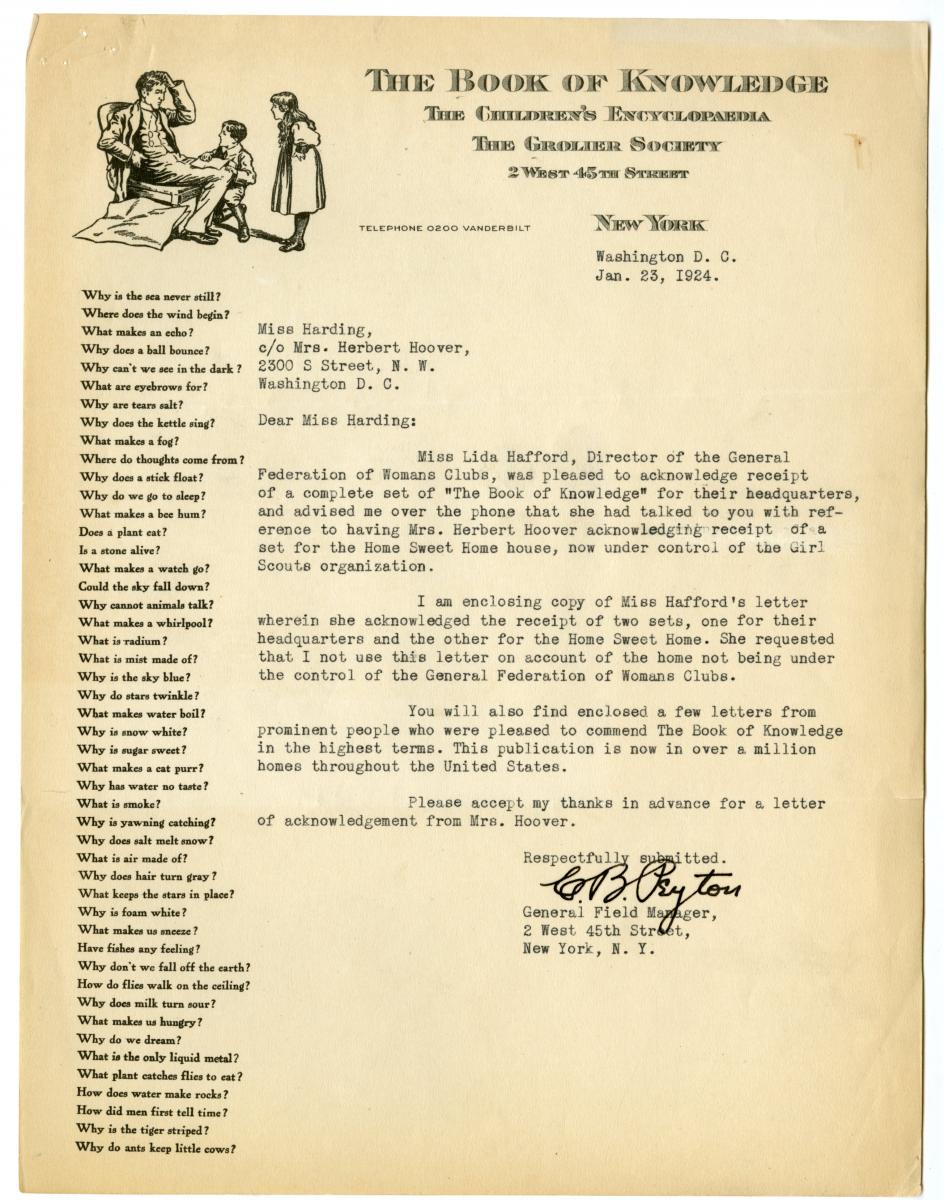 THE BOOK OF KNOWLEDGE
THE CHILDREN'S ENCYCLOPAEDIA
THE GROLIER SOCIETY
2 WEST 45TH STREET
TELEPHONE 0200 VANDERBILT
NEW YORK
Washington D. C.
Jan. 23, 1924.
Why is the sea never still?
Where does the wind begin?
What makes an echo?
Why does a ball bounce?
Why can't we see in the dark?
What are eyebrows for?
Why are tears salt?
Why does the kettle sing?
What makes a fog?
Where do thoughts come from?
Why does a stick float?
Why do we go to sleep?
What makes a bee hum?
Does a plant eat?
Is a stone alive?
What makes a watch go?
Could the sky fall down?
Why cannot animals talk?
What makes a whirlpool?
What is radium?
What is mist made of?
Why is the sky blue?
Why do stars twinkle?
What makes water boil?
Why is snow white?
Why is sugar sweet?
What makes a cat purr?
Why has water no taste?
What is smoke?
Why is yawning catching?
Why does salt melt snow?
What is air made of?
Why does hair turn gray?
What keeps the stars in place?
Why is foam white?
What makes us sneeze?
Have fishes any feeling?
Why don't we fall off the earth?
How do flies walk on the ceiling?
Why does milk turn sour?
What makes us hungry?
Why do we dream?
What is the only liquid metal?
What plant catches flies to eat?
How does water make rocks?
How did men first tell time?
Why is the tiger striped?
Why do ants keep little cows?
Miss Harding,
c/o Mrs. Herbert Hoover,
2300 S Street, N. W.
Washington D. C.
Dear Miss Harding:
Miss Lida Hafford, Director of the General
Federation of Womans Clubs, was pleased to acknowledge receipt
of a complete set of "The Book of Knowledge" for their headquarters,
and advised me over the phone that she had talked to you with ref-
erence to having Mrs. Herbert Hoover acknowledging receipt of a
set for the Home Sweet Home house, now under control of the Girl
Scouts organization.
I am enclosing copy of Miss Hafford's letter
wherein she acknowledged the receipt of two sets, one for their
headquarters and the other for the Home Sweet Home. She requested
that I not use this letter on account of the home not being under
the control of the General Federation of Womans Clubs.
You will also find enclosed a few letters from
prominent people who were pleased to commend The Book of Knowledge
in the highest terms. This publication is now in over a million
homes throughout the United States.
Please accept my thanks in advance for a letter
of acknowledgement from Mrs. Hoover.
Respectfully submitted.
C. B. Peyton
General Field Manager,
2 West 45th Street,
New York, N. Y.